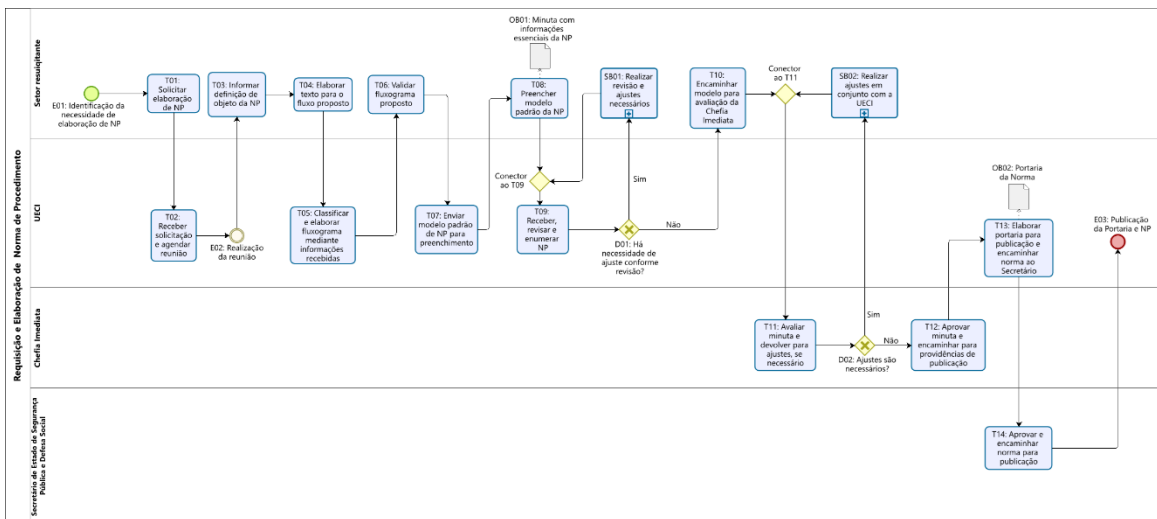 Requisição e Elaboração de Norma de Procedimento
Setor resuiqitante
E01: Identificação da
necessidade de
elaboração de NP
T01:
Solicitar
elaboração
de NP
T03: Informar
definição de
objeto da NP
T04: Elaborar
texto para o
fluxo proposto
T06: Validar
fluxograma
proposto
OB01: Minuta com
informações
essenciais da NP
T08:
Preencher
modelo
padrão da NP
SB01: Realizar
revisão e
ajustes
necessários
T10:
Encaminhar
modelo para
avaliação da
Chefia
Imediata
Conector
ao T11
SB02: Realizar
ajustes em
conjunto com a
UECI
UECI
T02:
Receber
solicitação
e agendar
reunião
E02: Realização
da reunião
T05: Classificar
e elaborar
fluxograma
mediante
informações
recebidas
T07: Enviar
modelo padrão
de NP para
preenchimento
Conector
ao T09
T09:
Receber,
revisar e
enumerar
NP
Sim
Não
D01: Há
necessidade de
ajuste conforme
revisão?
OB02: Portaria
da Norma
T13: Elaborar
portaria para
publicação e
encaminhar
norma ao
Secretário
E03: Publicação
da Portaria e NP
Chefia Imediata
T11: Avaliar
minuta e
devolver para
ajustes, se
necessário
Sim
Não
D02: Ajustes são
necessários?
T12: Aprovar
minuta e
encaminhar para
providências de
publicação
Secretário de Estado de Segurança
Pública e Defesa Social
T14: Aprovar e
encaminhar
norma para
publicação